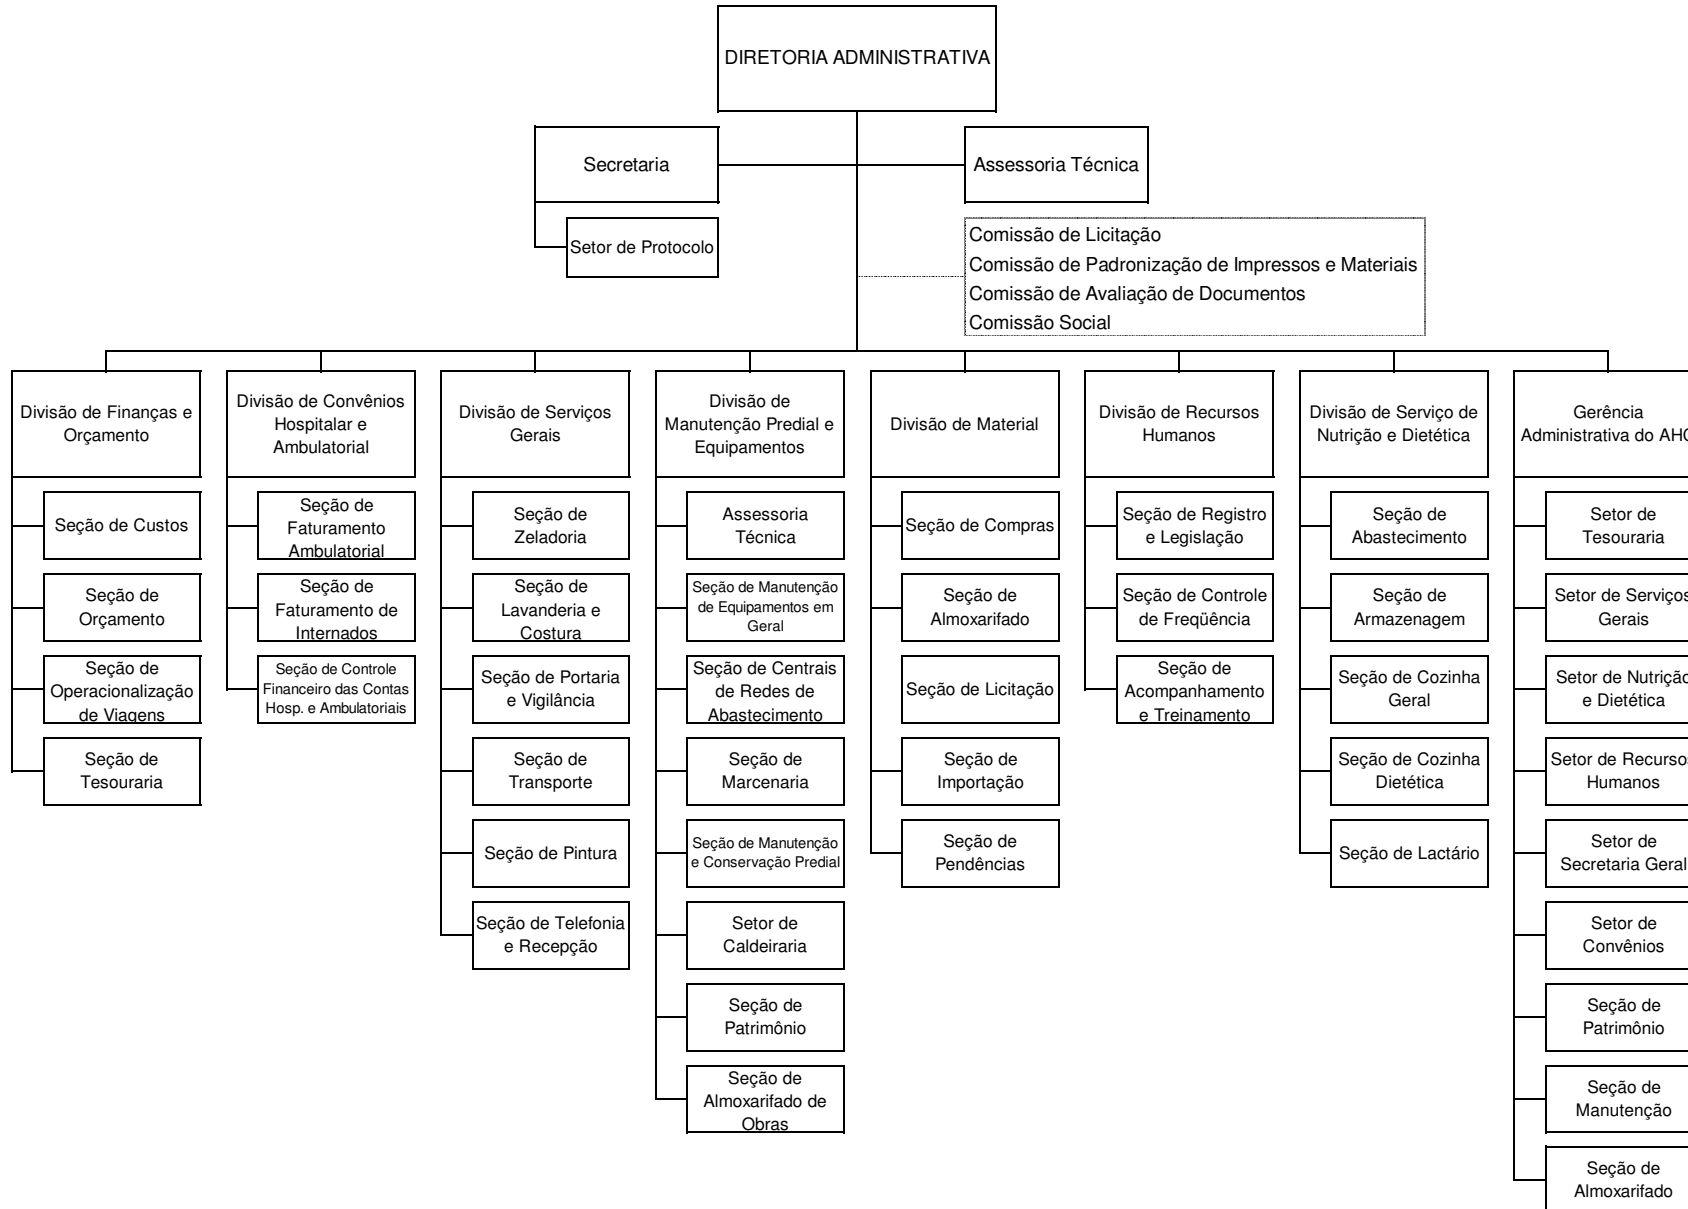 DIRETORIA ADMINISTRATIVA
Secretaria
Assessoria Técnica
Setor de Protocolo
Comissão de Licitação
Comissão de Padronização de Impressos e Materiais
Comissão de Avaliação de Documentos
Comissão Social
Divisão de Finanças e
Orçamento
Seção de Custos
Seção de
Orçamento
Seção de
Operacionalização
de Viagens
Seção de
Tesouraria
Divisão de Convênios
Hospitalar e
Ambulatorial
Seção de
Faturamento
Ambulatorial
Seção de
Faturamento de
Internados
Seção de Controle
Financeiro das Contas
Hosp. e Ambulatoriais
Divisão de Serviços
Gerais
Seção de
Zeladoria
Seção de
Lavanderia e
Costura
Seção de Portaria
e Vigilância
Seção de
Transporte
Seção de Pintura
Seção de Telefonia
e Recepção
Divisão de
Manutenção Predial e
Equipamentos
Assessoria
Técnica
Seção de Manutenção
de Equipamentos em
Geral
Seção de Centrais
de Redes de
Abastecimento
Seção de
Marcenaria
Seção de Manutenção
e Conservação Predial
Setor de
Caldeiraria
Seção de
Patrimônio
Seção de
Almoxarifado de
Obras
Divisão de Material
Seção de Compras
Seção de
Almoxarifado
Seção de Licitação
Seção de
Importação
Seção de
Pendências
Divisão de Recursos
Humanos
Seção de Registro
e Legislação
Seção de Controle
de Freqüência
Seção de
Acompanhamento
e Treinamento
Divisão de Serviço de
Nutrição e Dietética
Seção de
Abastecimento
Seção de
Armazenagem
Seção de Cozinha
Geral
Seção de Cozinha
Dietética
Seção de Lactário
Gerência
Administrativa do
Setor de
Tesouraria
Setor de Serviços
Gerais
Setor de Nutrição
e Dietética
Setor de Recursos
Humanos
Setor de
Secretaria Geral
Setor de
Convênios
Seção de
Patrimônio
Seção de
Manutenção
Seção de
Almoxarifado